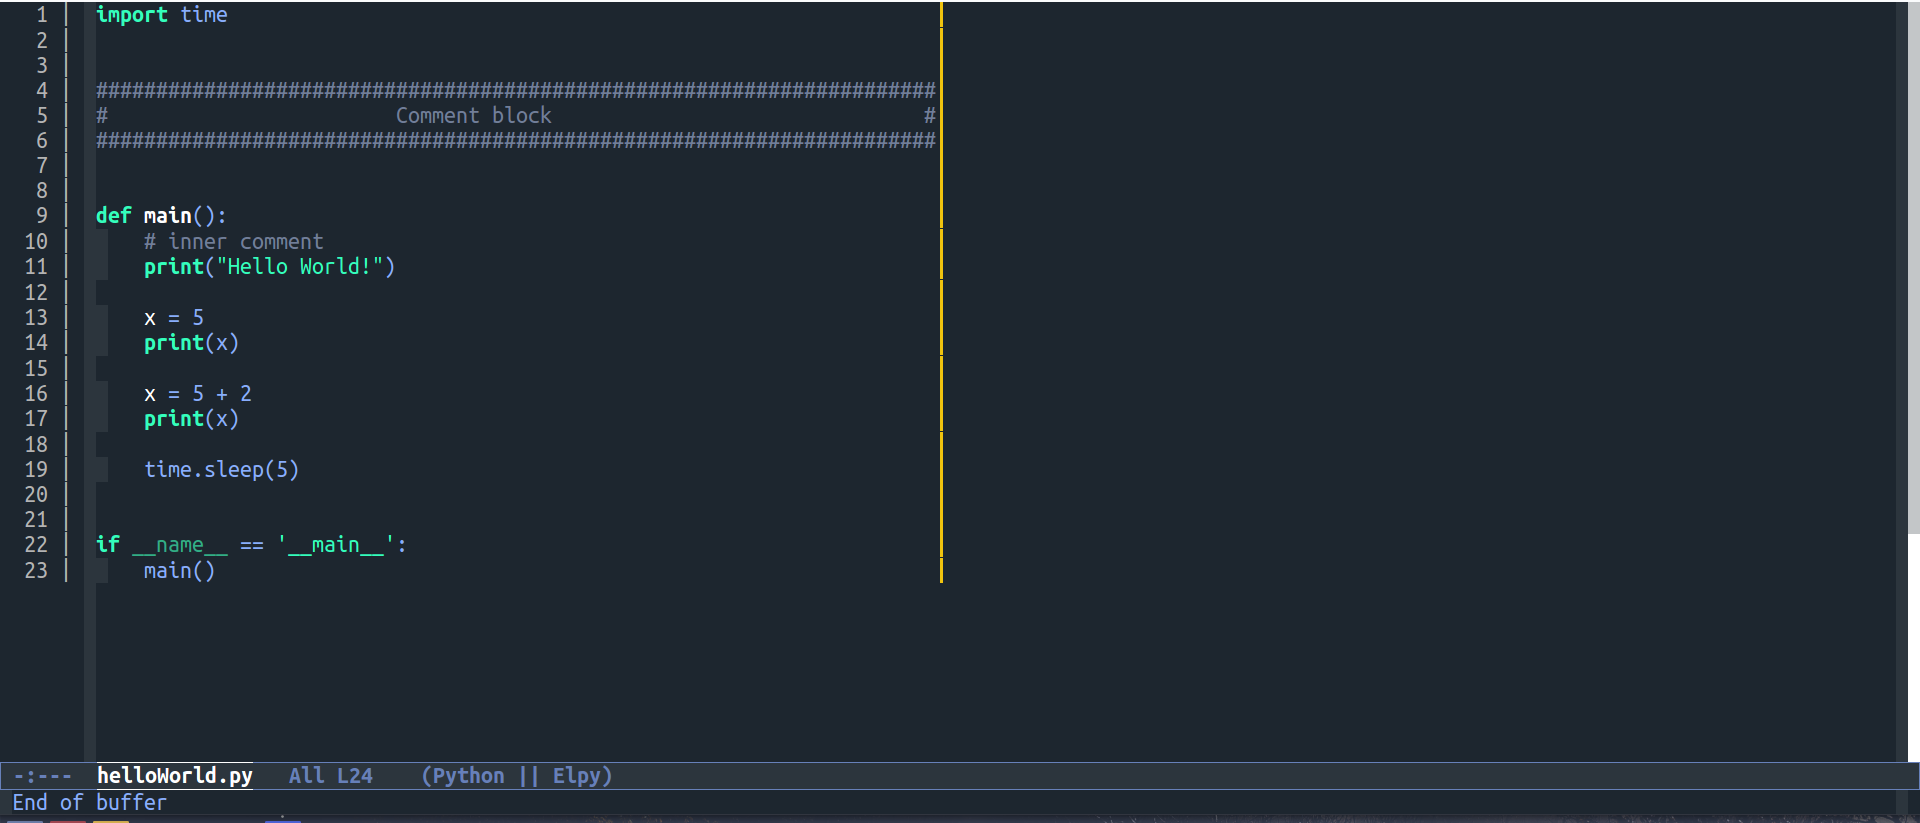 1 | import time
2 |
3 |
4 | ######################################################################
5 | #                        Comment block                               #
6 | ######################################################################
7 |
8 |
9 | def main():
10 |     # inner comment
11 |     print("Hello World!")
12 |
13 |     x = 5
14 |     print(x)
15 |
16 |     x = 5 + 2
17 |     print(x)
18 |
19 |     time.sleep(5)
20 |
21 |
22 | if __name__ == '__main__':
23 |     main()
-:---  helloWorld.py   All L24    (Python || Elpy)
End of buffer